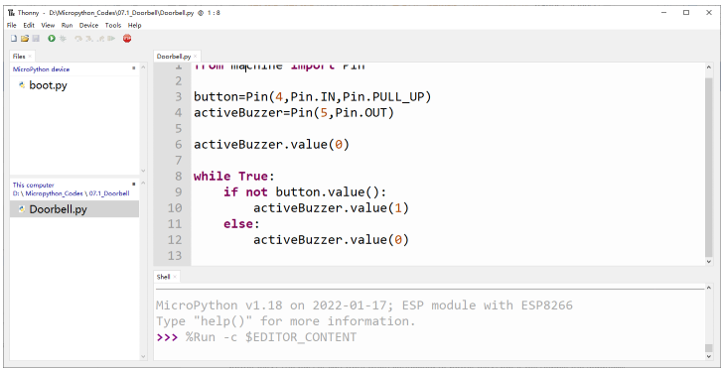 Thonny - D:\Micropython_Codes\07.1_Doorbell\Doorbell.py @ 1 : 8
File Edit View Run Device Tools Help
Files
MicroPython device
boot.py
This computer
D: \ Micropython_Codes \ 07.1_Doorbell
Doorbell.py
Doorbell.py
1 from machine import Pin
2
3 button=Pin(4,Pin.IN,Pin.PULL_UP)
4 activeBuzzer=Pin(5,Pin.OUT)
5
6 activeBuzzer.value(0)
7
8 while True:
9 if not button.value():
10 activeBuzzer.value(1)
11 else:
12 activeBuzzer.value(0)
13
Shell
MicroPython v1.18 on 2022-01-17; ESP module with ESP8266
Type "help()" for more information.
>>> %Run -c $EDITOR_CONTENT